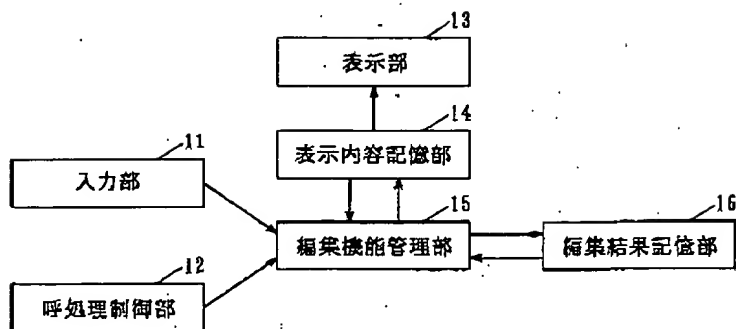 13
表示部
14
表示内容記憶部
11
入力部
15
編集機能管理部
16
編集結果記憶部
12
呼処理制御部